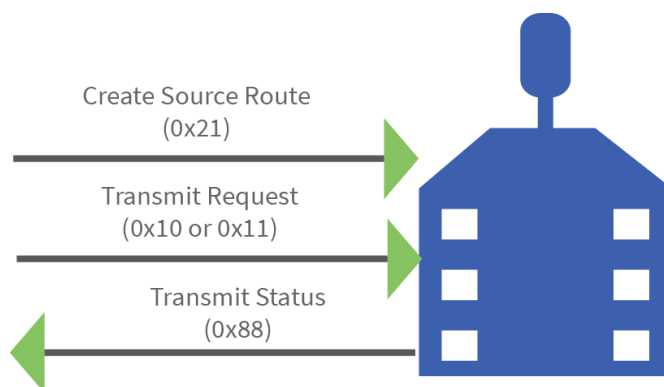 Create Source Route
(0x21)
Transmit Request
(0x10 or 0x11)
Transmit Status
(0x88)